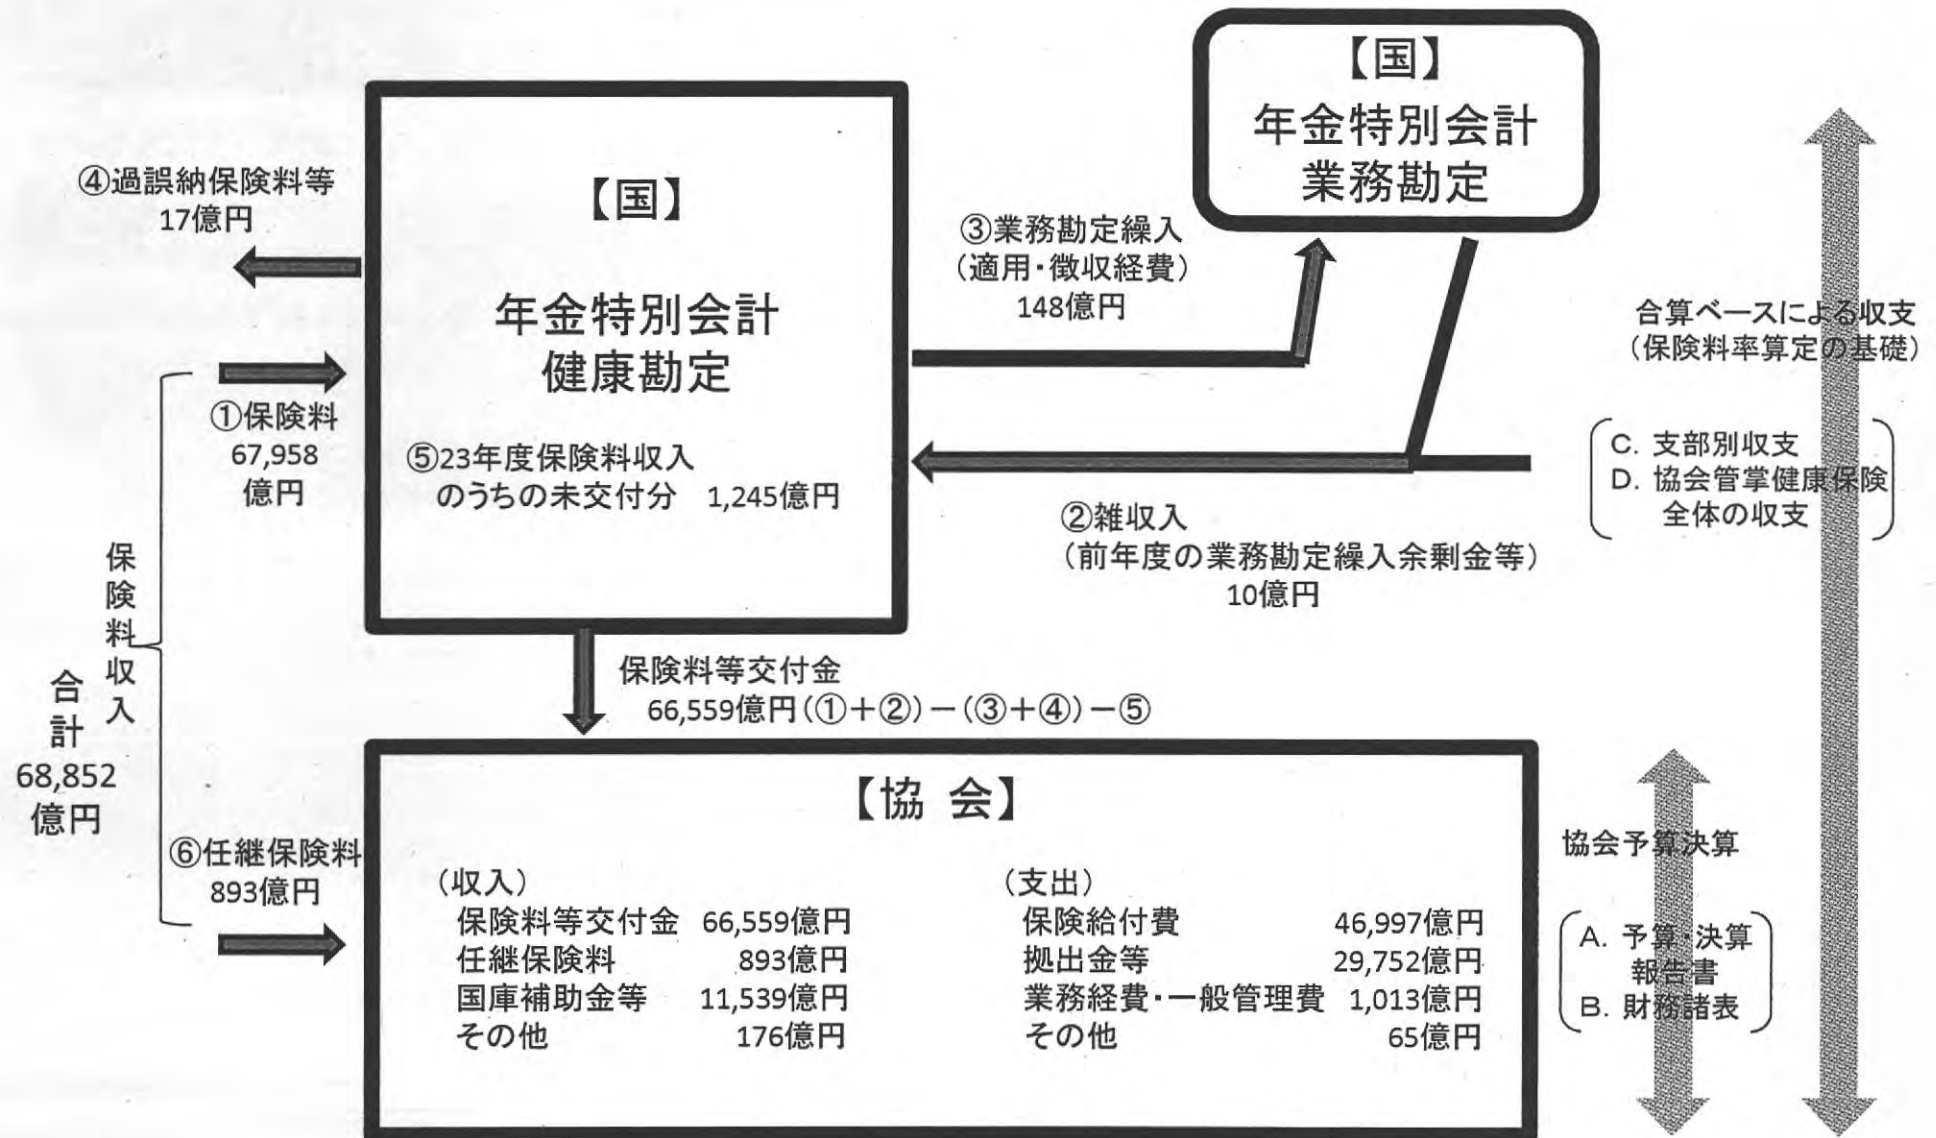 【国】
年金特別会計
業務勘定
④過誤納保険料等
17億円
【国】
年金特別会計
健康勘定
③業務勘定繰入
(適用・徴収経費)
148億円
合算ベースによる収支
(保険料率算定の基礎)
①保険料
67,958
億円
⑤23年度保険料収入
のうちの未交付分 1,245億円
C. 支部別収支
D. 協会管掌健康保険
全体の収支
②雑収入
(前年度の業務勘定繰入余剰金等)
10億円
保険料収入
合計
68,852
億円
保険料等交付金
66,559億円(①+②)-(③+④)-⑤
⑥任継保険料
893億円
【協 会】
(収入)
保険料等交付金 66,559億円
任継保険料 893億円
国庫補助金等 11,539億円
その他 176億円
(支出)
保険給付費 46,997億円
拠出金等 29,752億円
業務経費・一般管理費 1,013億円
その他 65億円
協会予算決算
A. 予算・決算
報告書
B. 財務諸表